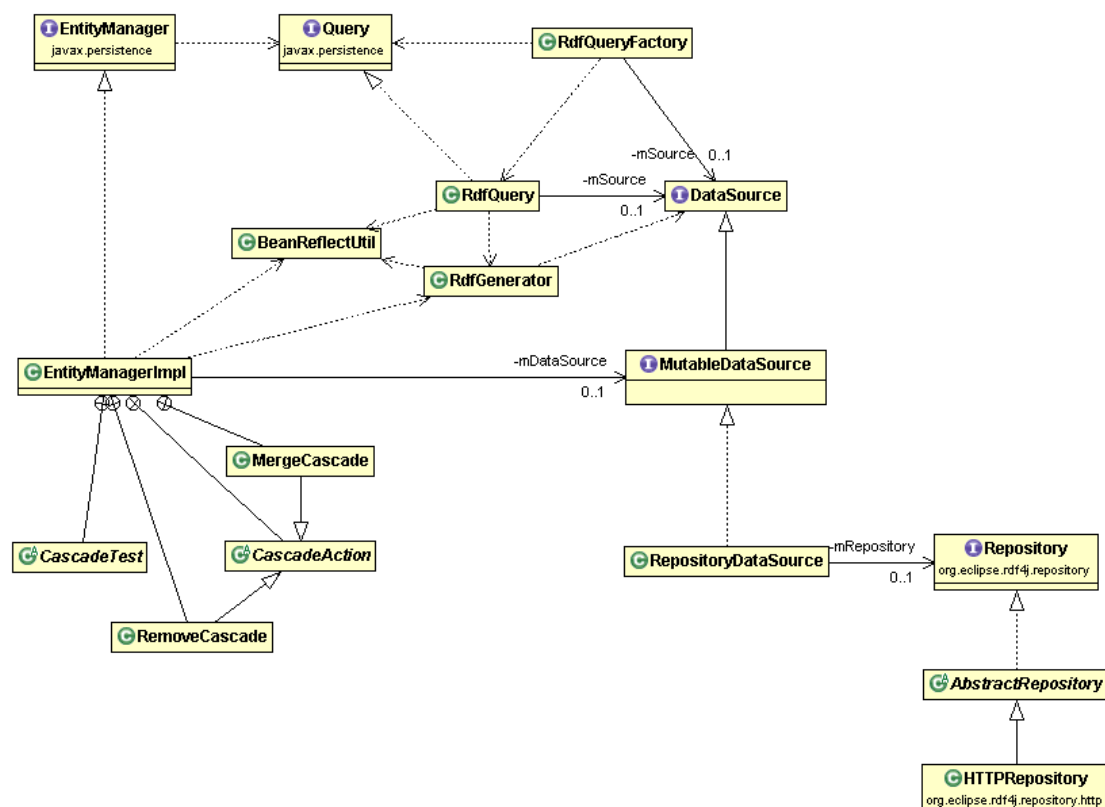 EntityManager
javax.persistence
Query
javax.persistence
RdfQueryFactory
-mSource
0..1
RdfQuery
-mSource
0..1
DataSource
BeanReflectUtil
RdfGenerator
EntityManagerImpl
-mDataSource
0..1
MutableDataSource
MergeCascade
CascadeTest
CascadeAction
RepositoryDataSource
-mRepository
0..1
Repository
org.eclipse.rdf4j.repository
RemoveCascade
AbstractRepository
HTTPRepository
org.eclipse.rdf4j.repository.http